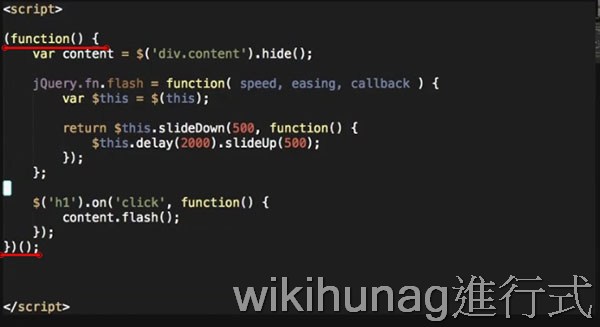 <script>
(function() {
var content = $('div.content').hide();
jQuery.fn.flash = function( speed, easing, callback ) {
var $this = $(this);
return $this.slideDown(500, function() {
$this.delay(2000).slideUp(500);
});
};
$('h1').on('click', function() {
content.flash();
});
})();
</script>
wikihunag進行式